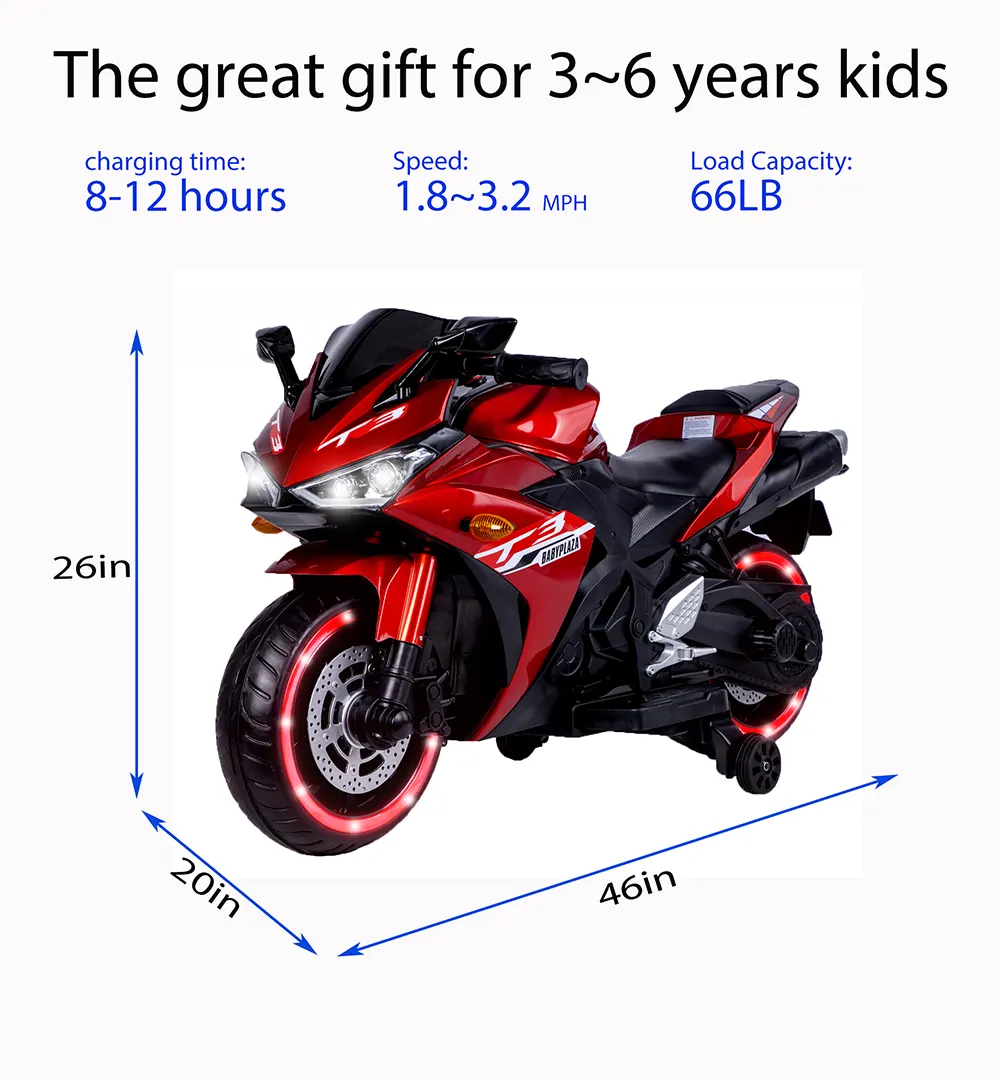 The great gift for 3~6 years kids
charging time:
8-12 hours
Speed:
1.8~3.2 MPH
Load Capacity:
66LB
T3
T3
T3
BABYPLAZA
26in
20in
46in